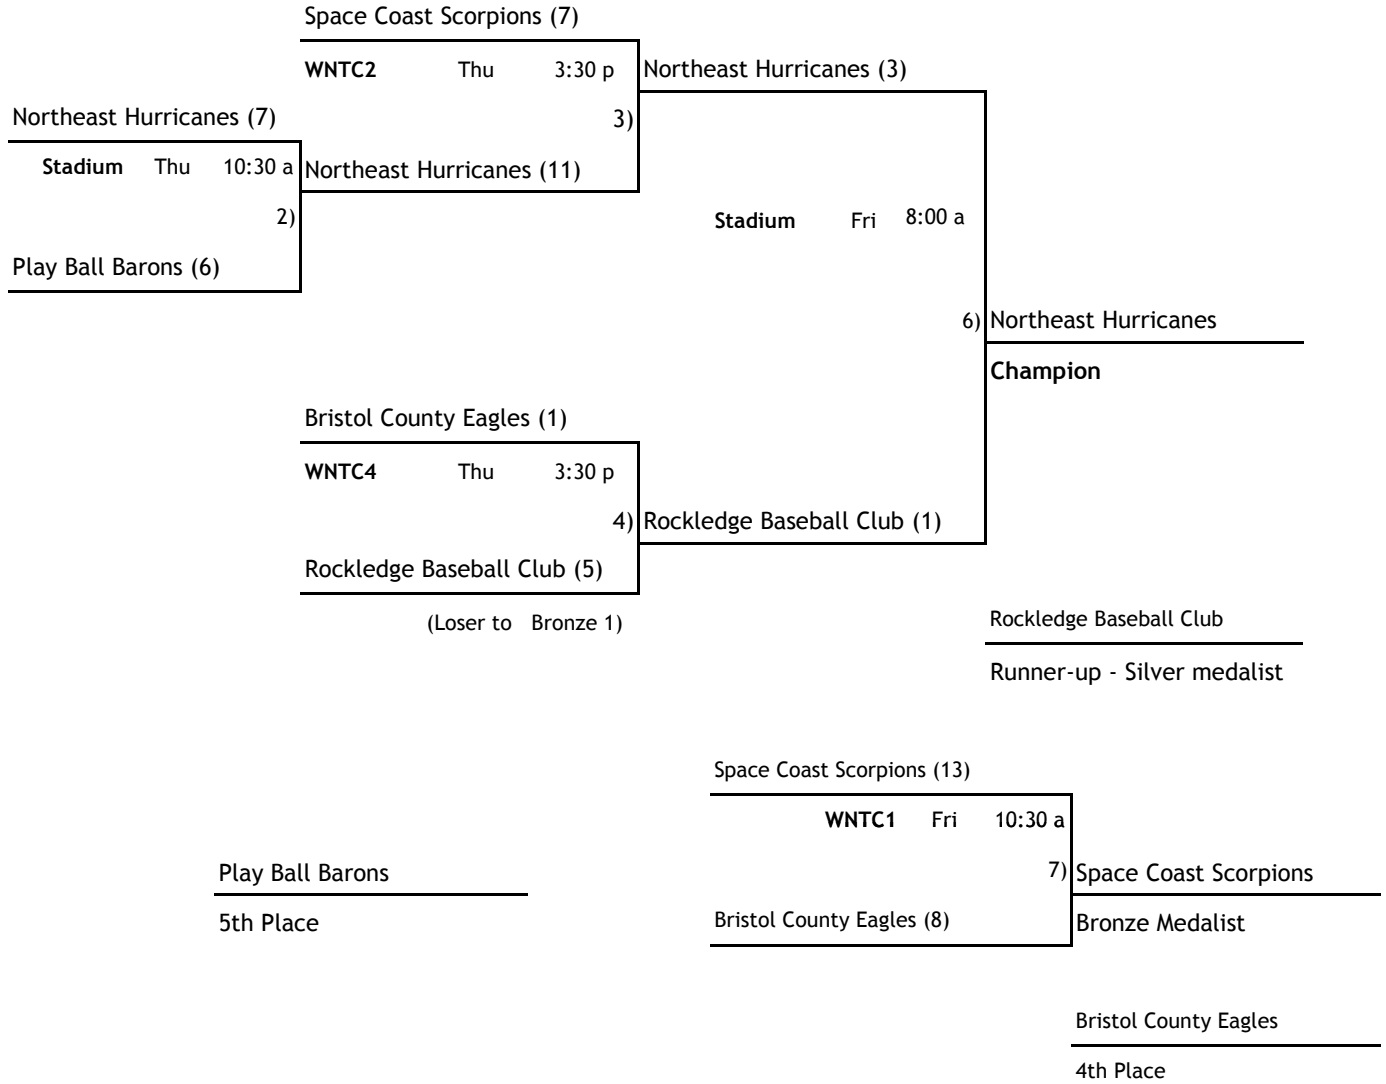 Space Coast Scorpions (7)
WNTC2 Thu 3:30 p
Northeast Hurricanes (3)
Northeast Hurricanes (7)
3)
Stadium Thu 10:30 a
Northeast Hurricanes (11)
2)
Stadium Fri 8:00 a
Play Ball Barons (6)
6) Northeast Hurricanes
Champion
Bristol County Eagles (1)
WNTC4 Thu 3:30 p
4) Rockledge Baseball Club (1)
Rockledge Baseball Club (5)
(Loser to Bronze 1)
Rockledge Baseball Club
Runner-up - Silver medalist
Space Coast Scorpions (13)
WNTC1 Fri 10:30 a
Play Ball Barons
7) Space Coast Scorpions
5th Place
Bristol County Eagles (8)
Bronze Medalist
Bristol County Eagles
4th Place